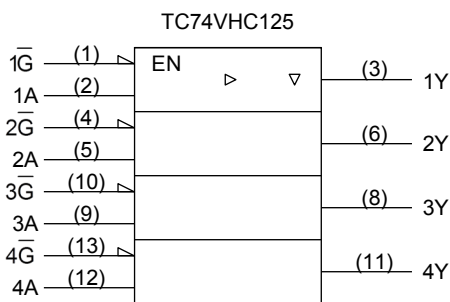 TC74VHC125
1G̅ (1) EN (3) 1Y
1A (2)
2G̅ (4) (6) 2Y
2A (5)
3G̅ (10) (8) 3Y
3A (9)
4G̅ (13) (11) 4Y
4A (12)